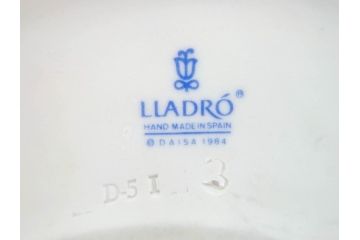 LLADRÓ®
HAND MADE IN SPAIN
© DAISA 1984
D-5 I 3